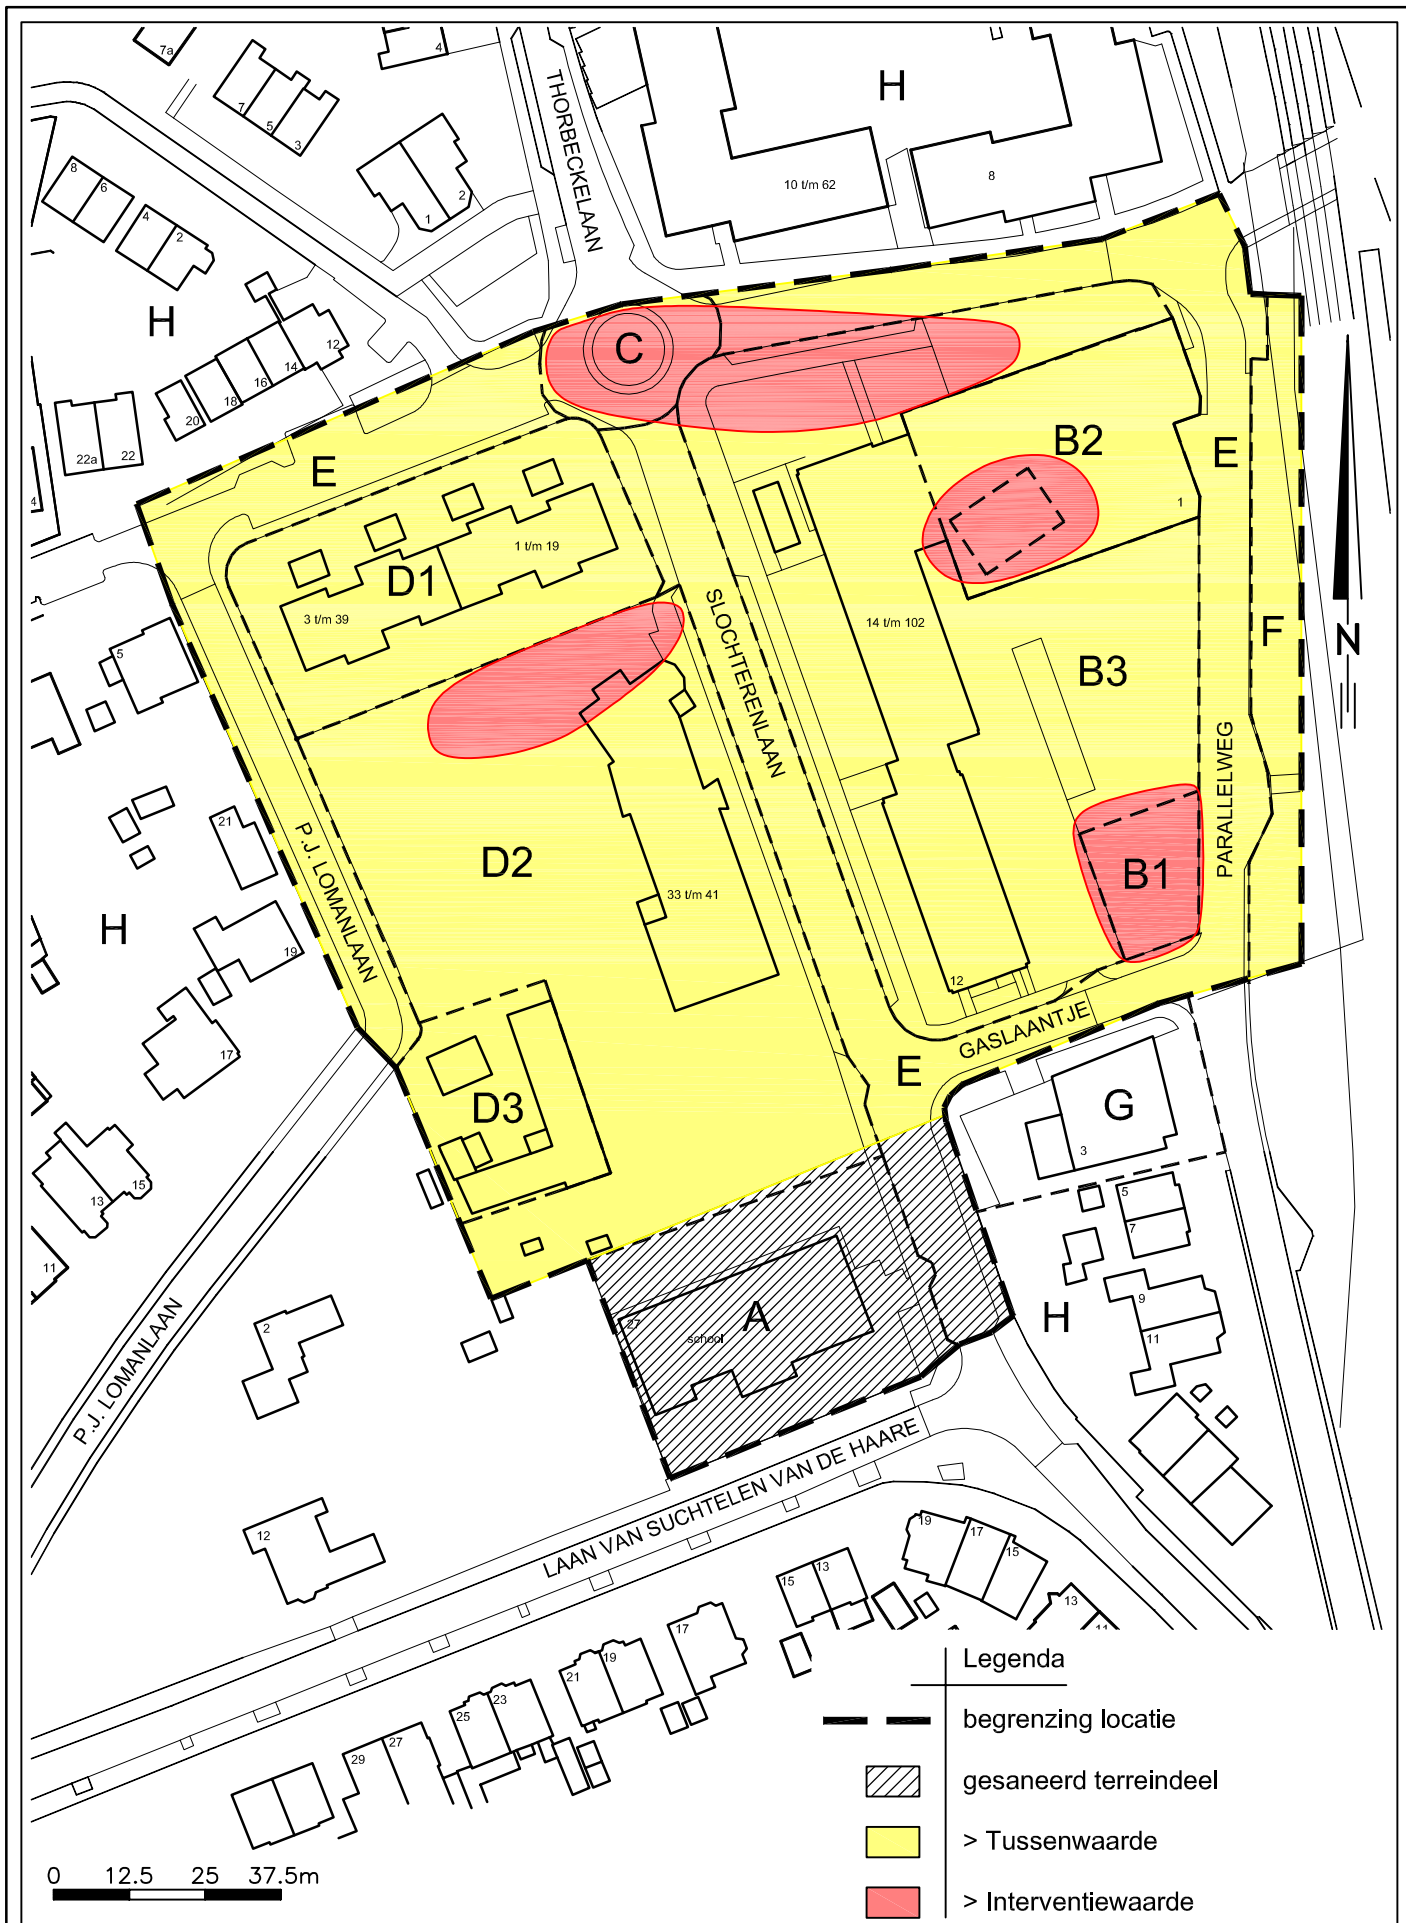 7a
4
7
5
3
THORBECKELAAN
H
10 t/m 62
8
8
6
4
2
1
2
H
12
14
16
18
20
22a
22
4
C
E
B2
E
1
1 t/m 19
D1
3 t/m 39
SLOCHTERENLAAN
14 t/m 102
B3
F
N
5
P.J. LOMANLAAN
21
D2
33 t/m 41
B1
PARALLELWEG
H
19
12
GASLAANTJE
17
E
D3
G
3
13
15
5
7
11
9
11
H
A
27
school
2
P.J. LOMANLAAN
LAAN VAN SUCHTELEN VAN DE HAARE
12
19
17
15
15
13
13
11
17
19
21
23
25
27
29
Legenda
begrenzing locatie
gesaneerd terreindeel
> Tussenwaarde
> Interventiewaarde
0 12.5 25 37.5m